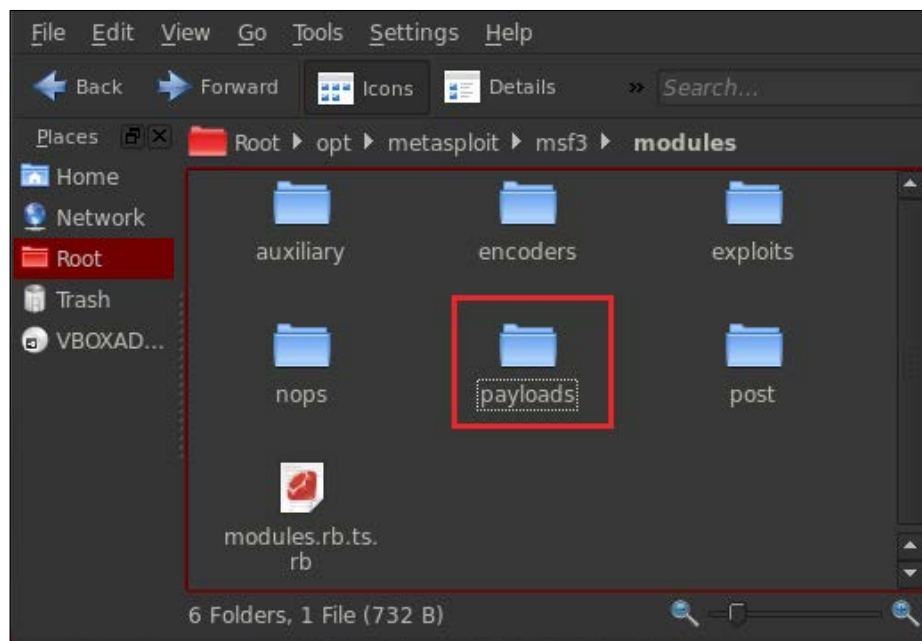 File Edit View Go Tools Settings Help
Back Forward Icons Details » Search...
Places
Root opt metasploit msf3 modules
Home
Network
Root
Trash
VBOXAD...
auxiliary encoders exploits
nops payloads post
modules.rb.ts.
rb
6 Folders, 1 File (732 B)